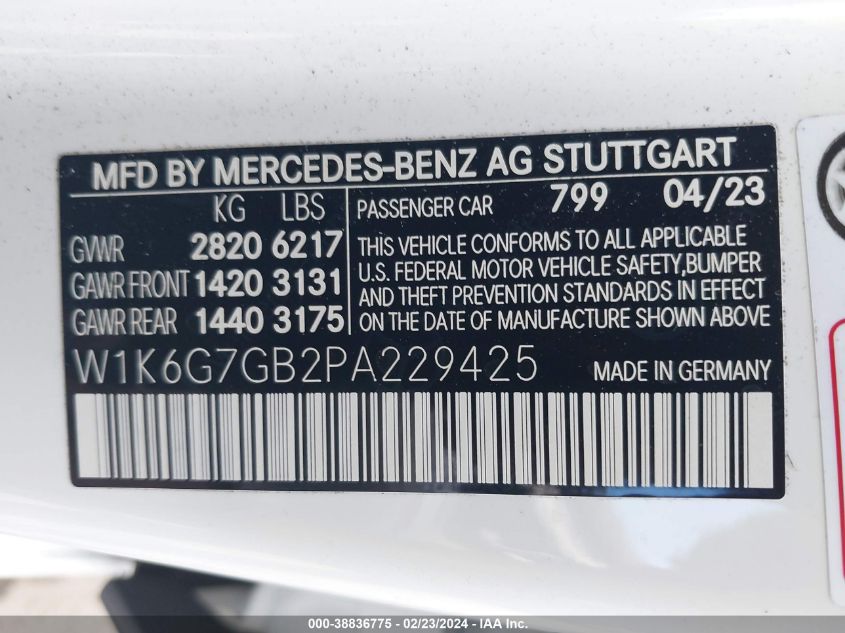 MFD BY MERCEDES-BENZ AG STUTTGART
KG LBS
GVWR 2820 6217
GAWR FRONT 1420 3131
GAWR REAR 1440 3175
PASSENGER CAR 799 04/23
THIS VEHICLE CONFORMS TO ALL APPLICABLE
U.S. FEDERAL MOTOR VEHICLE SAFETY,BUMPER
AND THEFT PREVENTION STANDARDS IN EFFECT
ON THE DATE OF MANUFACTURE SHOWN ABOVE
W1K6G7GB2PA229425 MADE IN GERMANY
000-38836775 - 02/23/2024 - IAA Inc.